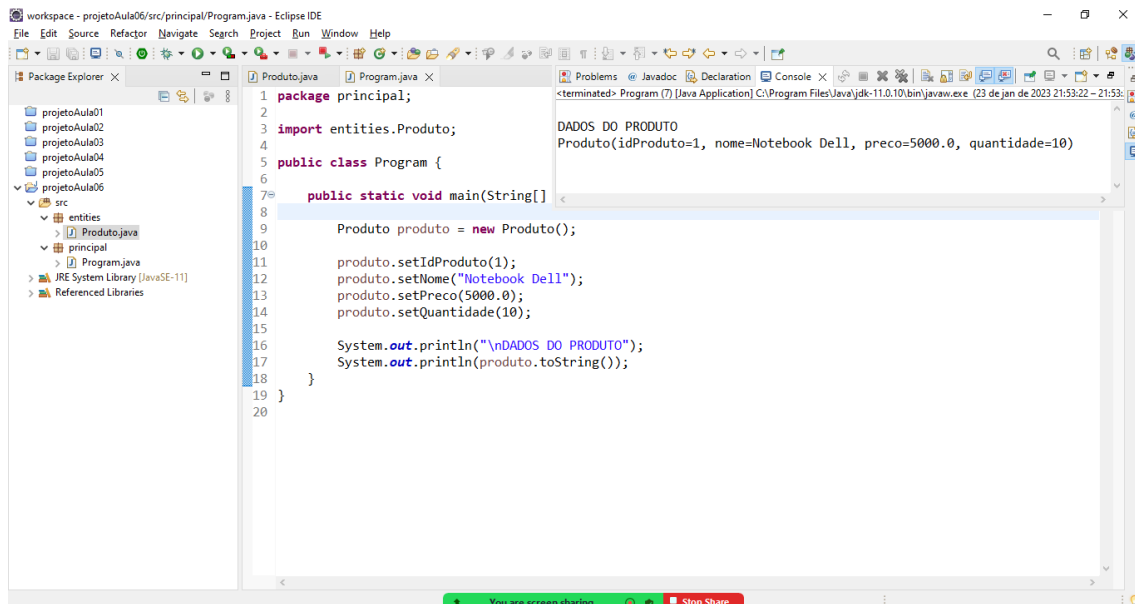 workspace - projetoAula06/src/principal/Program.java - Eclipse IDE
File Edit Source Refactor Navigate Search Project Run Window Help
Package Explorer
projetoAula01
projetoAula02
projetoAula03
projetoAula04
projetoAula05
projetoAula06
src
entities
Produto.java
principal
Program.java
JRE System Library [JavaSE-11]
Referenced Libraries
Produto.java Program.java
1 package principal;
2
3 import entities.Produto;
4
5 public class Program {
6
7 public static void main(String[]
8
9 Produto produto = new Produto();
10
11 produto.setIdProduto(1);
12 produto.setNome("Notebook Dell");
13 produto.setPreco(5000.0);
14 produto.setQuantidade(10);
15
16 System.out.println("\nDADOS DO PRODUTO");
17 System.out.println(produto.toString());
18 }
19 }
20
Problems Javadoc Declaration Console
<terminated> Program (7) [Java Application] C:\Program Files\Java\jdk-11.0.10\bin\javaw.exe (23 de jan de 2023 21:53:22 – 21:53:
DADOS DO PRODUTO
Produto(idProduto=1, nome=Notebook Dell, preco=5000.0, quantidade=10)
You are screen sharing Stop Share